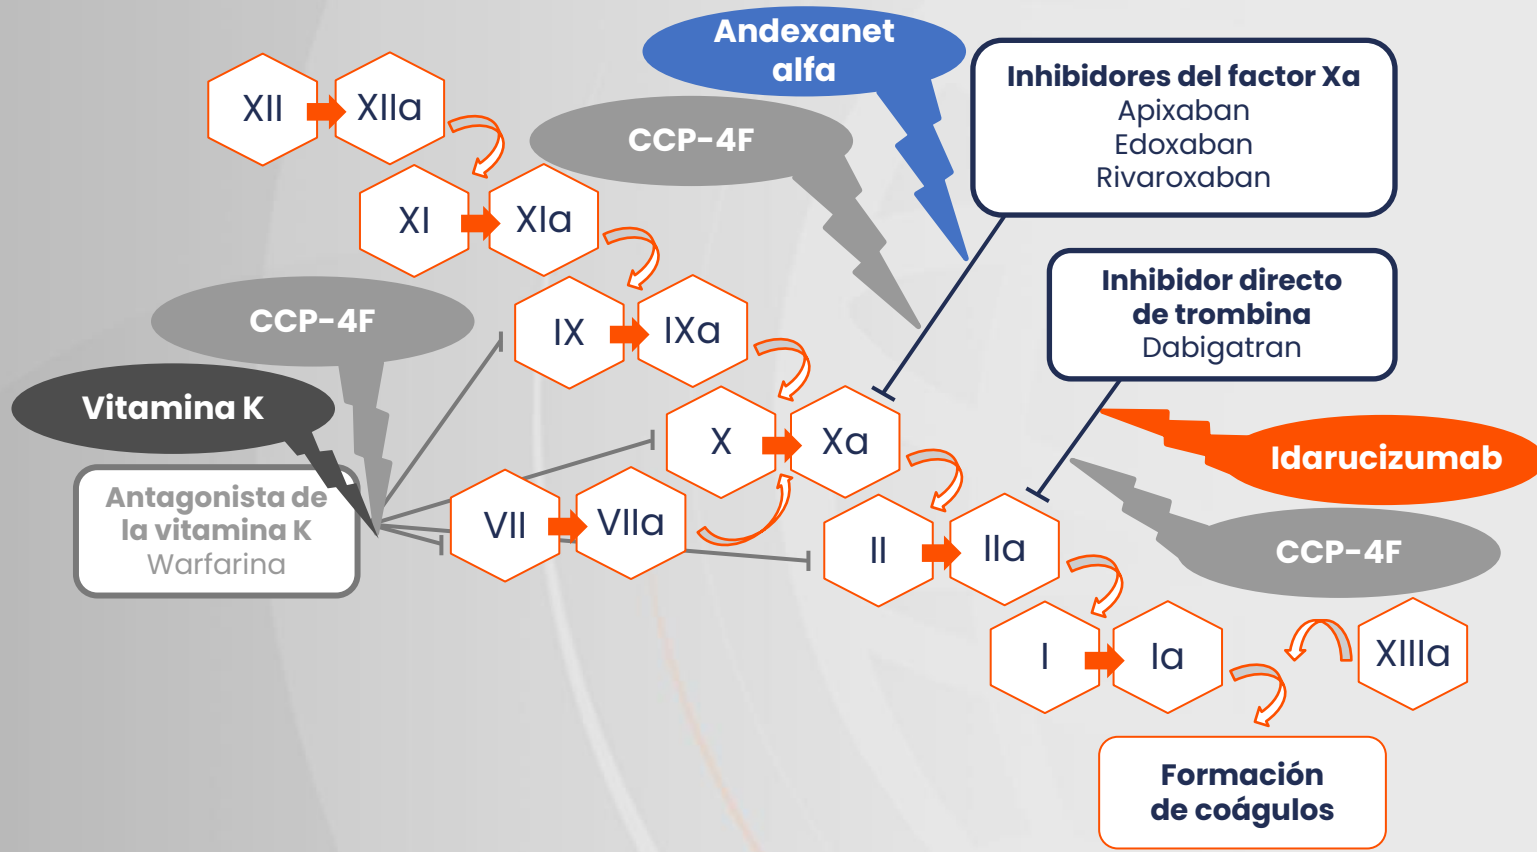 Andexanet
alfa
Inhibidores del factor Xa
Apixaban
Edoxaban
Rivaroxaban
XII
XIIa
CCP-4F
XI
XIa
Inhibidor directo
de trombina
Dabigatran
CCP-4F
IX
IXa
Vitamina K
X
Xa
Idarucizumab
Antagonista de
la vitamina K
Warfarina
VII
VIIa
II
IIa
CCP-4F
I
Ia
XIIIa
Formación
de coágulos